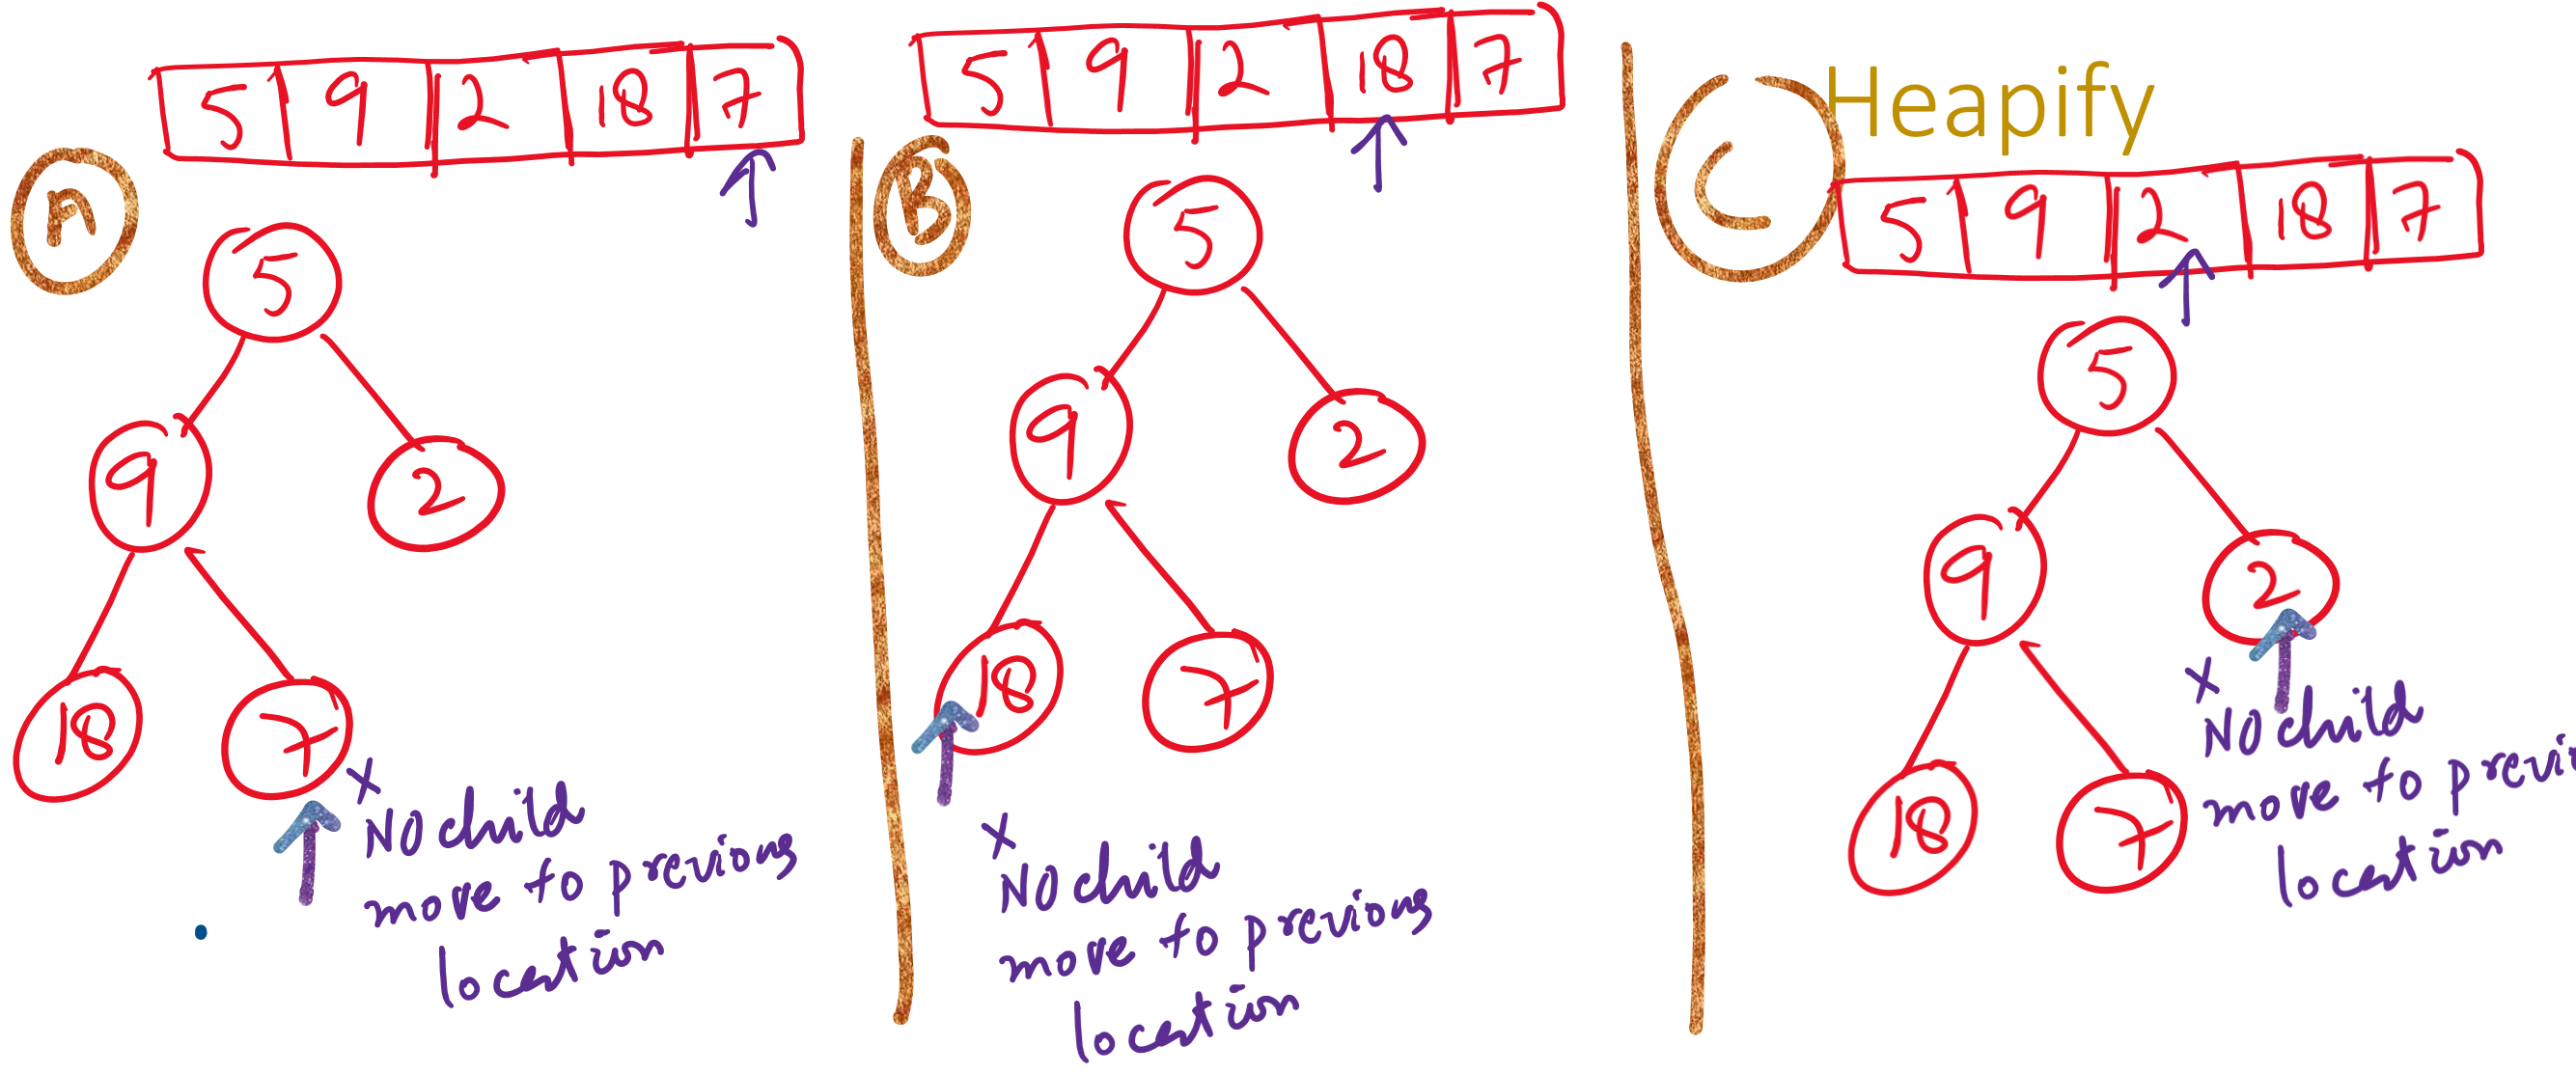 5 9 2 18 7
A
5
9 2
18 7
x
NO child
move to previous
location
5 9 2 18 7
B
5
9 2
18 7
x
NO child
move to previous
location
Heapify
C
5 9 2 18 7
5
9 2
18 7
x
NO child
move to previ
location